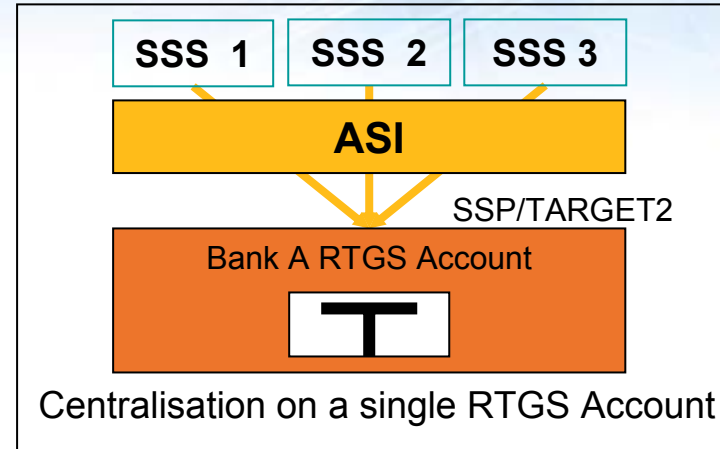 SSS 1 SSS 2 SSS 3
ASI
SSP/TARGET2
Bank A RTGS Account
Centralisation on a single RTGS Account